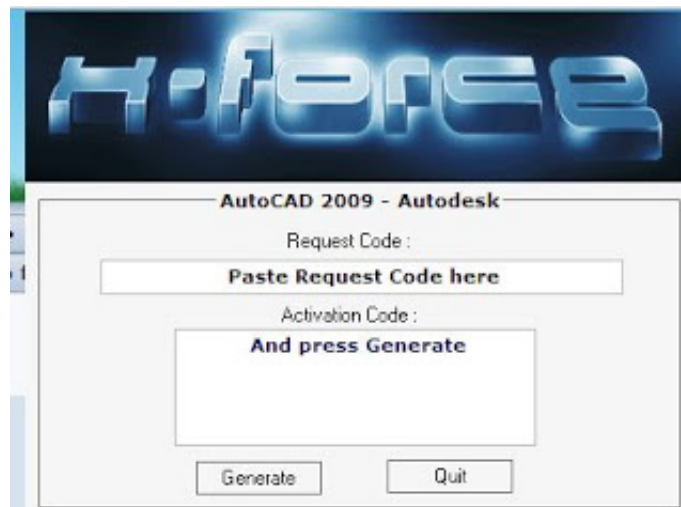 X-force
AutoCAD 2009 - Autodesk
Request Code :
Paste Request Code here
Activation Code :
And press Generate
Generate
Quit